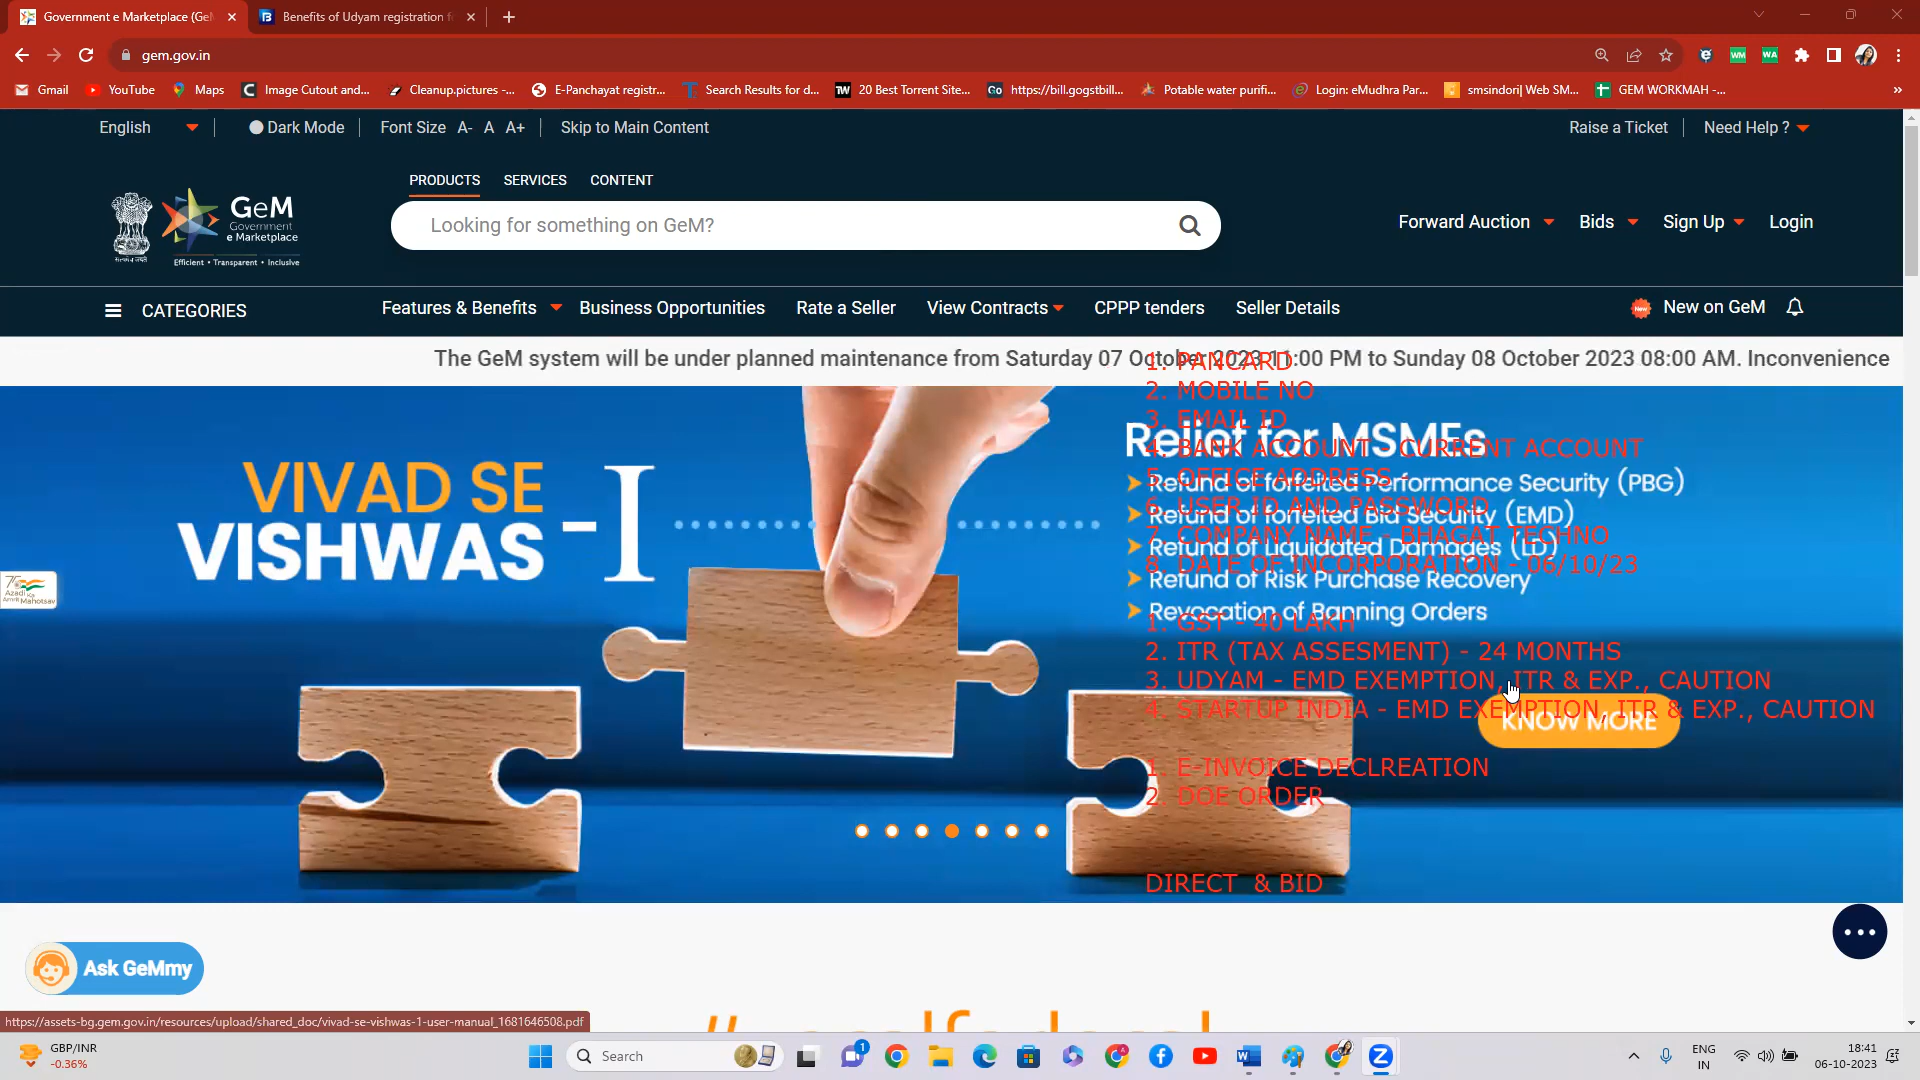 Government e Marketplace (GeM
Benefits of Udyam registration f
gem.gov.in
Gmail YouTube Maps Image Cutout and... Cleanup.pictures -... E-Panchayat registr... Search Results for d... 20 Best Torrent Site... https://bill.gogstbill... Potable water purifi... Login: eMudhra Par... smsindori| Web SM... GEM WORKMAH -...
English Dark Mode Font Size A- A A+ Skip to Main Content Raise a Ticket Need Help ?
PRODUCTS SERVICES CONTENT
GeM
Government
e Marketplace
Efficient • Transparent • Inclusive
Looking for something on GeM?
Forward Auction Bids Sign Up Login
CATEGORIES Features & Benefits Business Opportunities Rate a Seller View Contracts CPPP tenders Seller Details New on GeM
The GeM system will be under planned maintenance from Saturday 07 October 2023 11:00 PM to Sunday 08 October 2023 08:00 AM. Inconvenience
1. PANCARD
2. MOBILE NO
3. EMAIL ID
4. BANK ACCOUNT - CURRENT ACCOUNT
5. OFFICE ADDRESS -
6. USER ID AND PASSWORD
7. COMPANY NAME - BHAGAT TECHNO
8. DATE OF INCORPORATION - 06/10/23
1. GST - 40 LAKH
2. ITR (TAX ASSESMENT) - 24 MONTHS
3. UDYAM - EMD EXEMPTION, ITR & EXP., CAUTION
4. STARTUP INDIA - EMD EXEMPTION, ITR & EXP., CAUTION
1. E-INVOICE DECLREATION
2. DOE ORDER
DIRECT & BID
VIVAD SE
VISHWAS - I
Relief for MSMEs
Refund of forfeited Performance Security (PBG)
Refund of forfeited Bid Security (EMD)
Refund of Liquidated Damages (LD)
Refund of Risk Purchase Recovery
Revocation of Banning Orders
KNOW MORE
Azadi Ka
Amrit Mahotsav
Ask GeMmy
https://assets-bg.gem.gov.in/resources/upload/shared_doc/vivad-se-vishwas-1-user-manual_1681646508.pdf
GBP/INR
-0.36%
Search
1
ENG
IN
18:41
06-10-2023